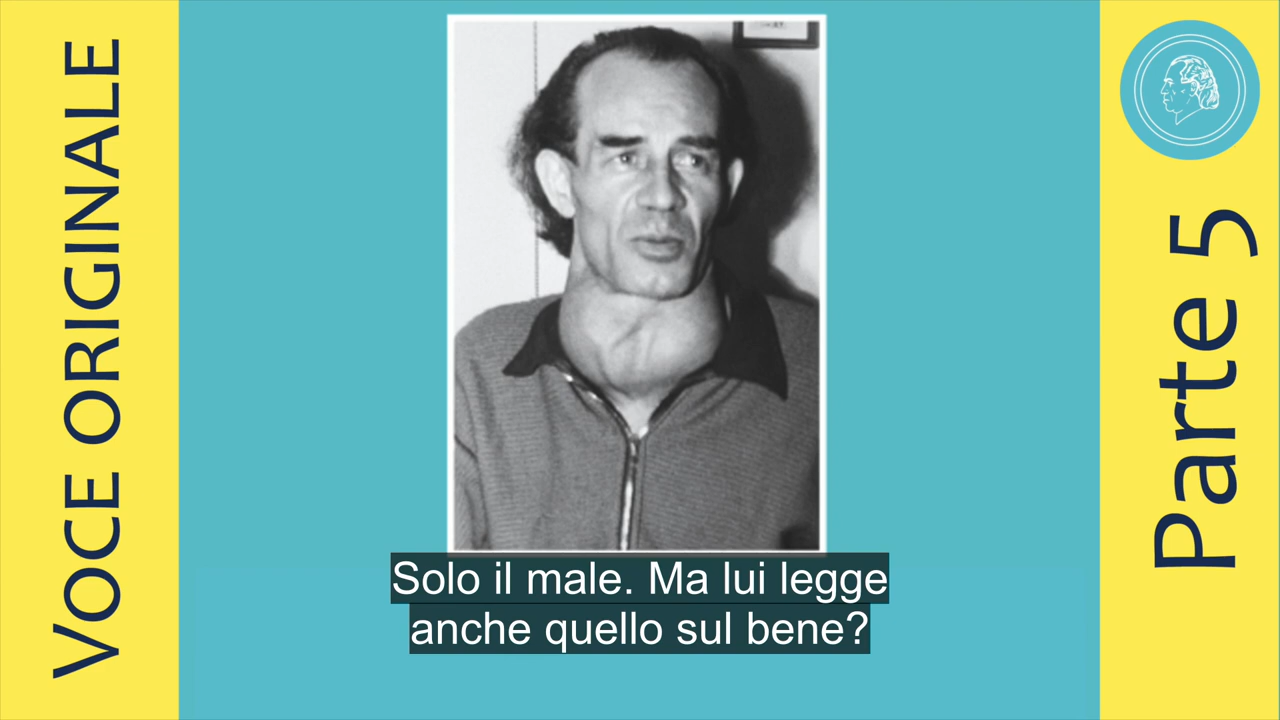 VOCE ORIGINALE
Solo il male. Ma lui legge
anche quello sul bene?
Parte 5